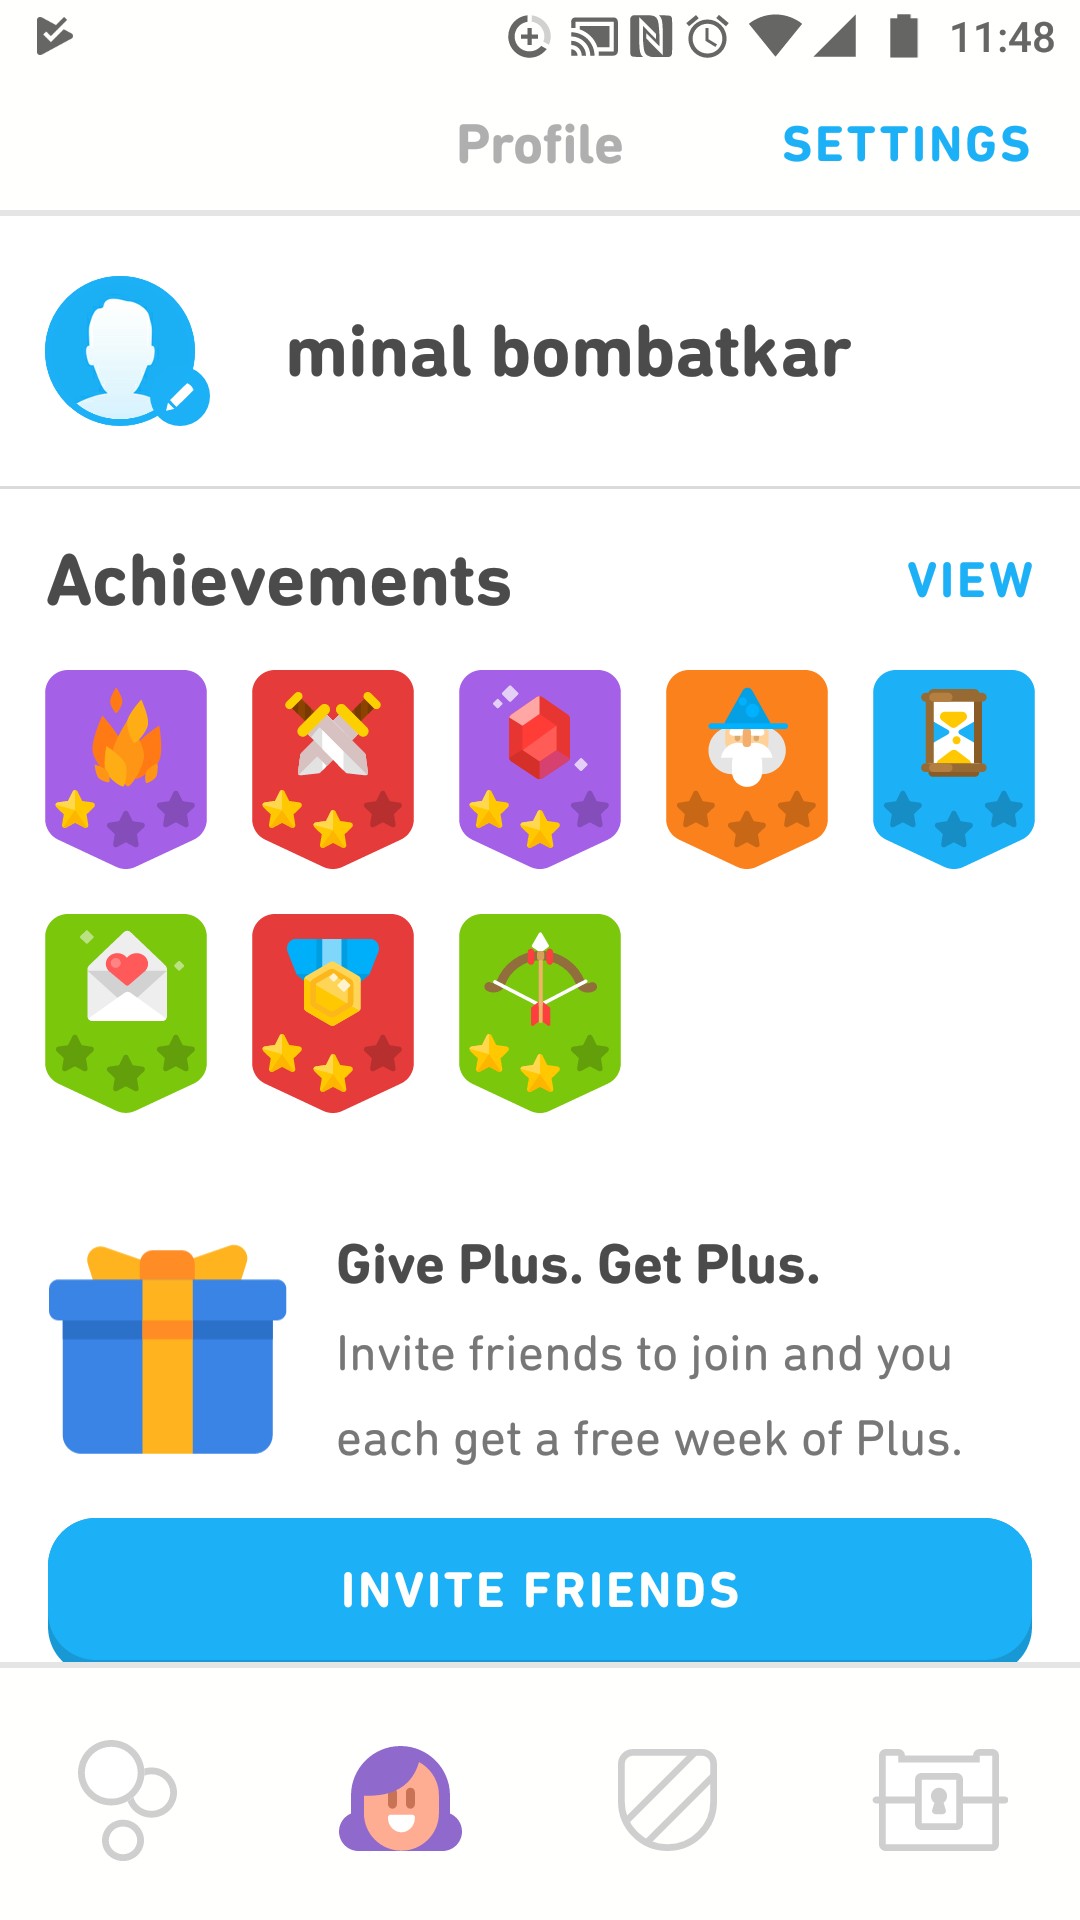 11:48
Profile
SETTINGS
minal bombatkar
Achievements
VIEW
Give Plus. Get Plus.
Invite friends to join and you
each get a free week of Plus.
INVITE FRIENDS